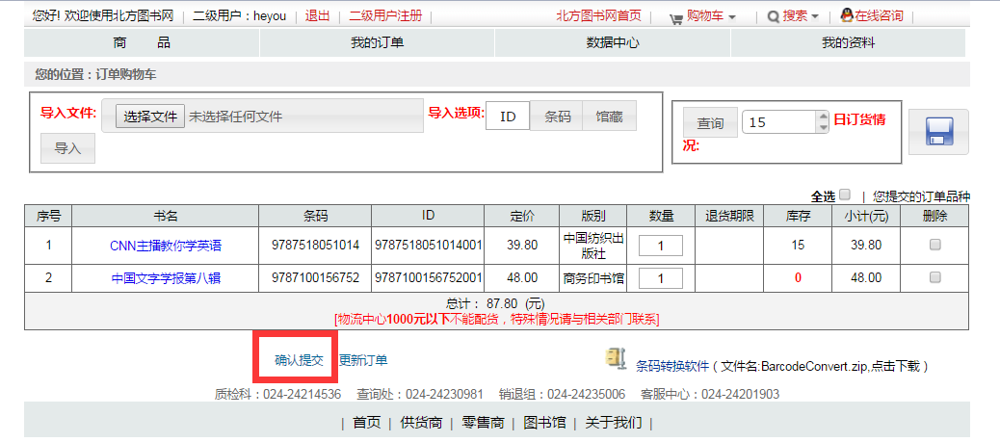 您好! 欢迎使用北方图书网 | 二级用户：heyou | 退出 | 二级用户注册 | 北方图书网首页 | 购物车 | 搜索 | 在线咨询 |
商 品 我的订单 数据中心 我的资料
您的位置：订单购物车
导入文件: 选择文件 未选择任何文件 导入选项: ID 条码 馆藏
导入
查询 15 日订货情
况:
全选 | 您提交的订单品种
序号 书名 条码 ID 定价 版别 数量 退货期限 库存 小计(元) 删除
1 CNN主播教你学英语 9787518051014 9787518051014001 39.80 中国纺织出版社 1 15 39.80
2 中国文字学报第八辑 9787100156752 9787100156752001 48.00 商务印书馆 1 0 48.00
总计： 87.80 (元)
[物流中心1000元以下不能配货，特殊情况请与相关部门联系]
确认提交 更新订单 条码转换软件 ( 文件名:BarcodeConvert.zip,点击下载 )
质检科：024-24214536 查询处：024-24230981 销退组：024-24235006 客服中心：024-24201903
| 首页 | 供货商 | 零售商 | 图书馆 | 关于我们 |